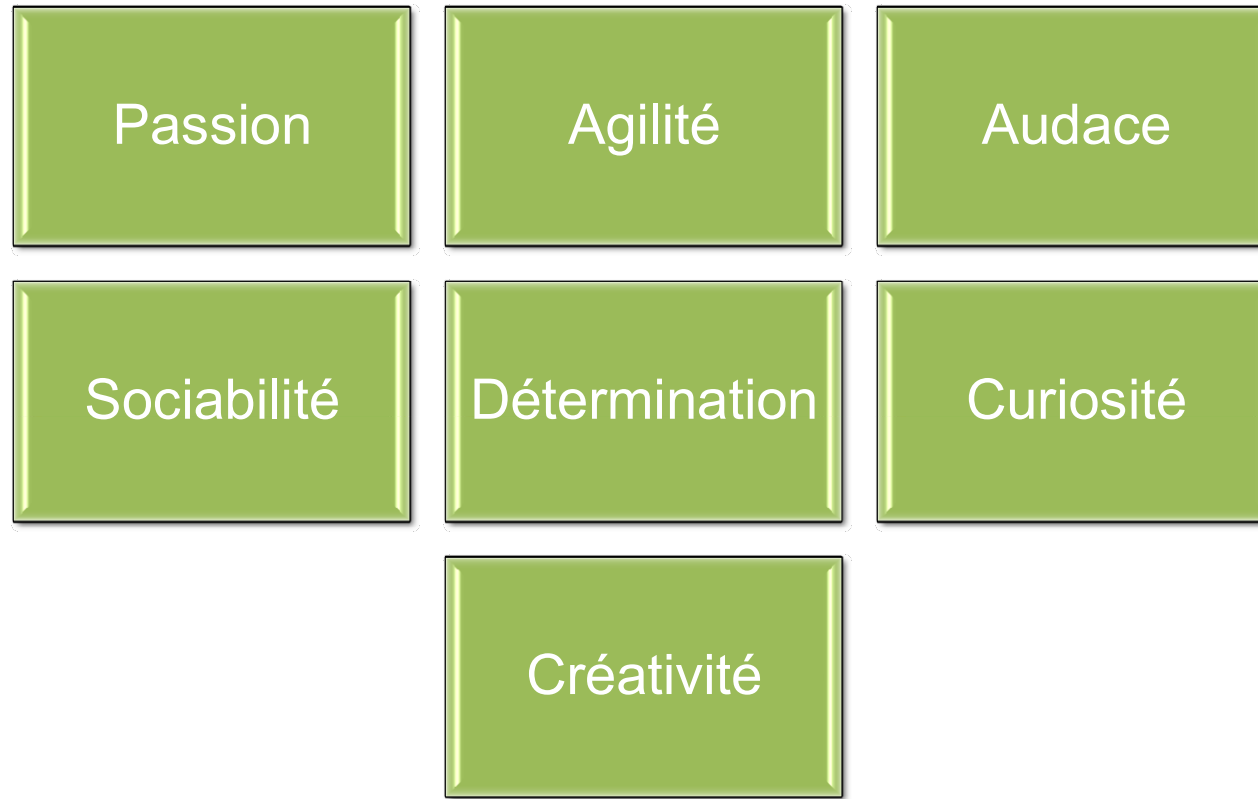 Passion
Agilité
Audace
Sociabilité
Détermination
Curiosité
Créativité